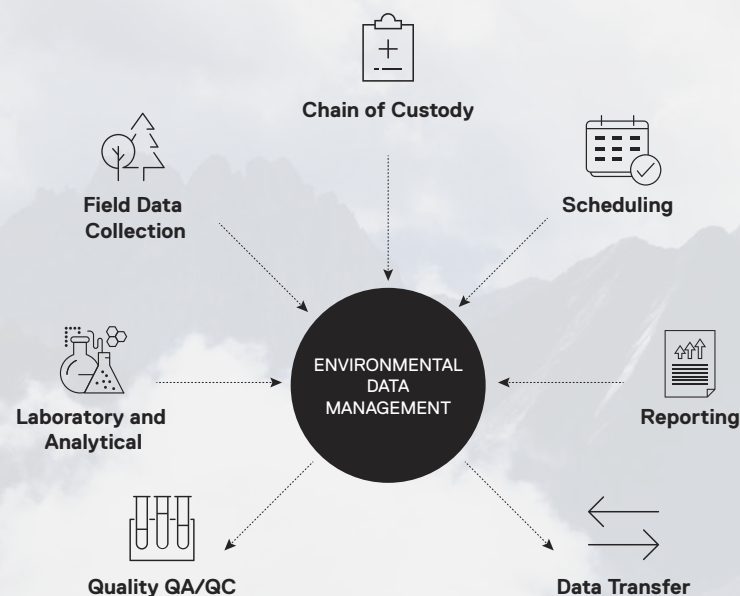 Chain of Custody
Field Data
Collection
Scheduling
ENVIRONMENTAL
DATA
MANAGEMENT
Laboratory and
Analytical
Reporting
Quality QA/QC
Data Transfer